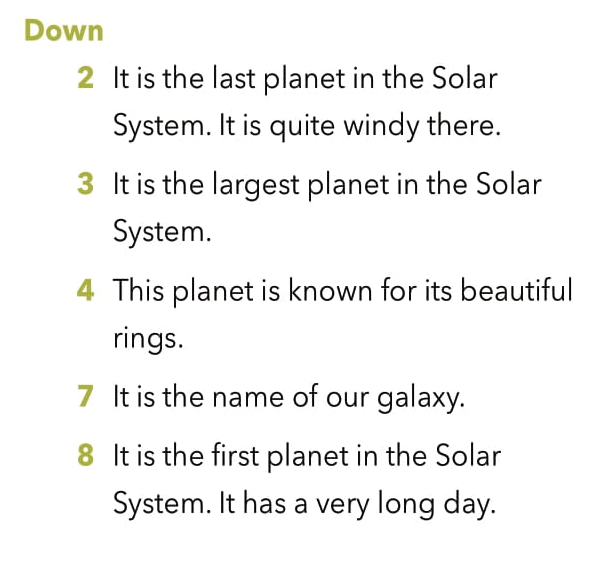 Down
2 It is the last planet in the Solar
System. It is quite windy there.
3 It is the largest planet in the Solar
System.
4 This planet is known for its beautiful
rings.
7 It is the name of our galaxy.
8 It is the first planet in the Solar
System. It has a very long day.